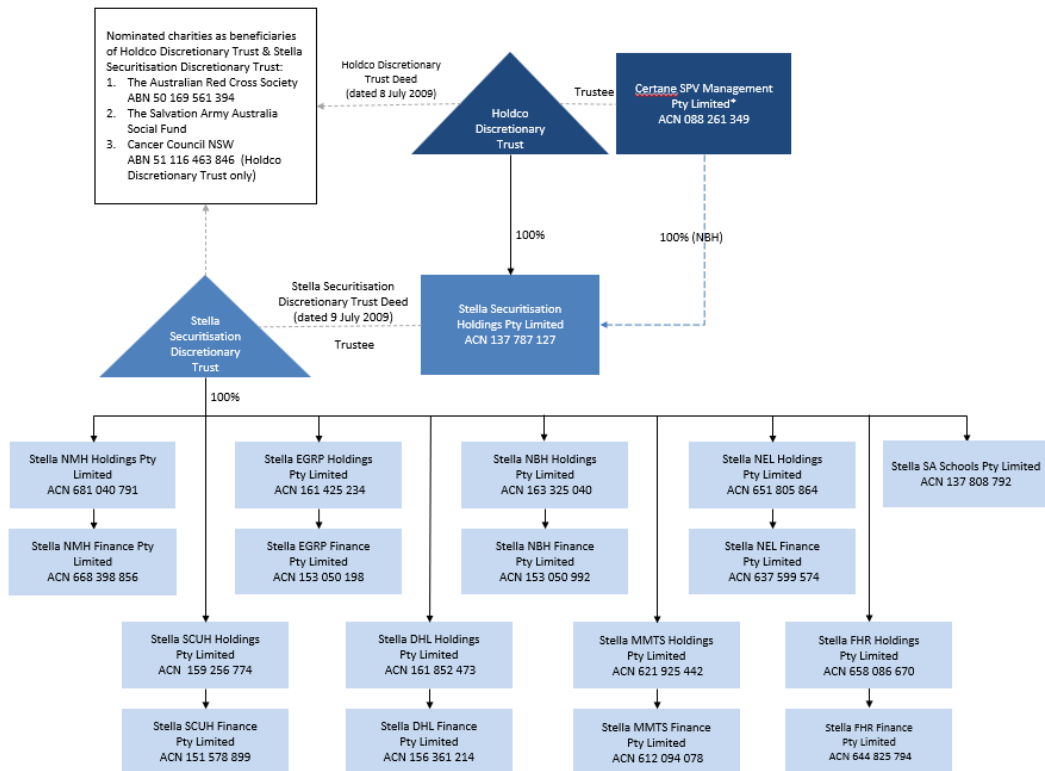 Nominated charities as beneficiaries
of Holdco Discretionary Trust & Stella
Securitisation Discretionary Trust:
1. The Australian Red Cross Society
ABN 50 169 561 394
2. The Salvation Army Australia
Social Fund
3. Cancer Council NSW
ABN 51 116 463 846 (Holdco
Discretionary Trust only)
Holdco Discretionary
Trust Deed
(dated 8 July 2009)
Holdco
Discretionary
Trust
Trustee
Certane SPV Management
Pty Limited*
ACN 088 261 349
100%
100% (NBH)
Stella
Securitisation
Discretionary
Trust
Stella Securitisation
Discretionary Trust Deed
(dated 9 July 2009)
Trustee
Stella Securitisation
Holdings Pty Limited
ACN 137 787 127
100%
Stella NMH Holdings Pty
Limited
ACN 681 040 791
Stella EGRP Holdings
Pty Limited
ACN 161 425 234
Stella NBH Holdings
Pty Limited
ACN 163 325 040
Stella NEL Holdings
Pty Limited
ACN 651 805 864
Stella SA Schools Pty Limited
ACN 137 808 792
Stella NMH Finance Pty
Limited
ACN 668 398 856
Stella EGRP Finance
Pty Limited
ACN 153 050 198
Stella NBH Finance
Pty Limited
ACN 153 050 992
Stella NEL Finance
Pty Limited
ACN 637 599 574
Stella SCUH Holdings
Pty Limited
ACN 159 256 774
Stella DHL Holdings
Pty Limited
ACN 161 852 473
Stella MMTS Holdings
Pty Limited
ACN 621 925 442
Stella FHR Holdings
Pty Limited
ACN 658 086 670
Stella SCUH Finance
Pty Limited
ACN 151 578 899
Stella DHL Finance
Pty Limited
ACN 156 361 214
Stella MMTS Finance
Pty Limited
ACN 612 094 078
Stella FHR Finance
Pty Limited
ACN 644 825 794